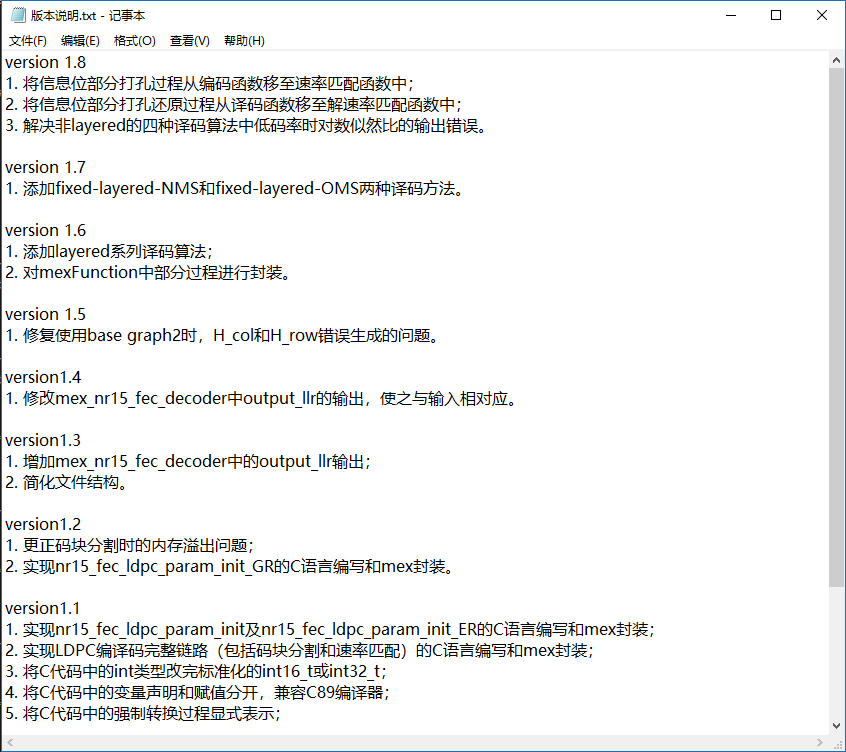 版本说明.txt - 记事本
文件(F) 编辑(E) 格式(O) 查看(V) 帮助(H)
version 1.8
1. 将信息位部分打孔过程从编码函数移至速率匹配函数中；
2. 将信息位部分打孔还原过程从译码函数移至解速率匹配函数中；
3. 解决非layered的四种译码算法中低码率时对数似然比的输出错误。
version 1.7
1. 添加fixed-layered-NMS和fixed-layered-OMS两种译码方法。
version 1.6
1. 添加layered系列译码算法；
2. 对mexFunction中部分过程进行封装。
version 1.5
1. 修复使用base graph2时，H_col和H_row错误生成的问题。
version1.4
1. 修改mex_nr15_fec_decoder中output_llr的输出，使之与输入相对应。
version1.3
1. 增加mex_nr15_fec_decoder中的output_llr输出；
2. 简化文件结构。
version1.2
1. 更正码块分割时的内存溢出问题；
2. 实现nr15_fec_ldpc_param_init_GR的C语言编写和mex封装。
version1.1
1. 实现nr15_fec_ldpc_param_init及nr15_fec_ldpc_param_init_ER的C语言编写和mex封装；
2. 实现LDPC编译码完整链路（包括码块分割和速率匹配）的C语言编写和mex封装；
3. 将C代码中的int类型改完标准化的int16_t或int32_t；
4. 将C代码中的变量声明和赋值分开，兼容C89编译器；
5. 将C代码中的强制转换过程显式表示；